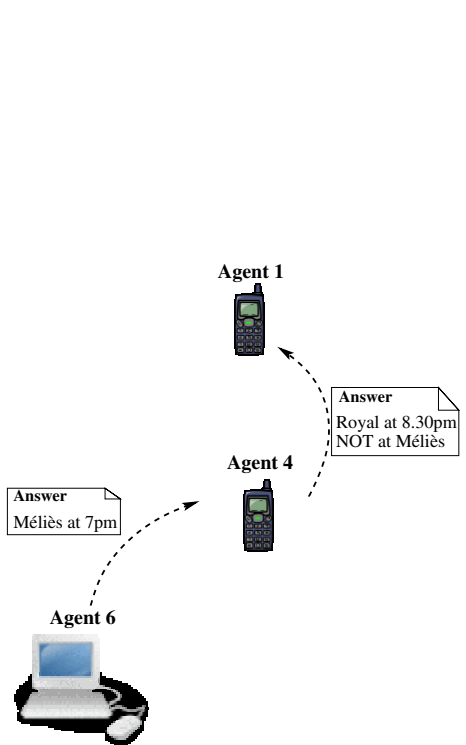 Agent 1
Answer
Royal at 8.30pm
NOT at Méliès
Agent 4
Answer
Méliès at 7pm
Agent 6